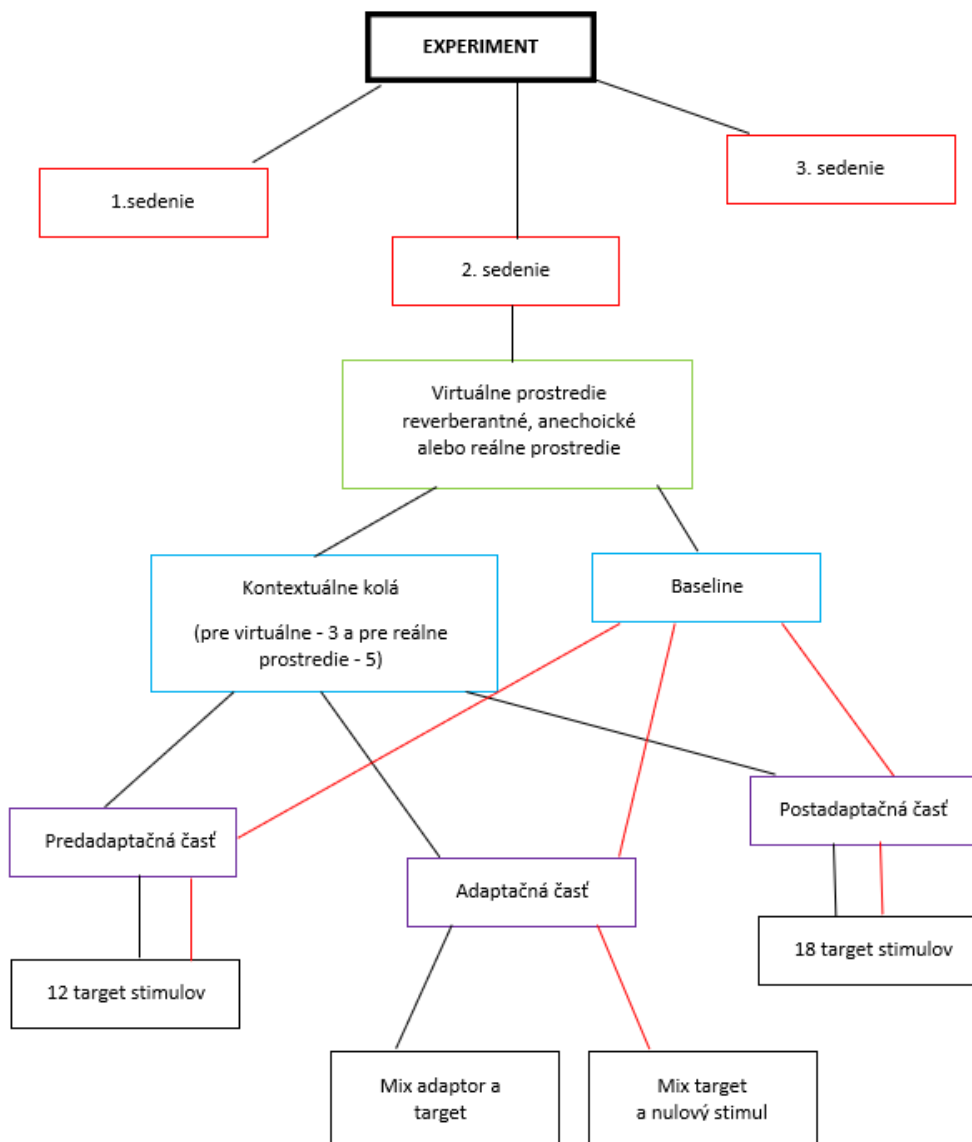 EXPERIMENT
1.sedenie
3. sedenie
2. sedenie
Virtuálne prostredie
reverberantné, anechoické
alebo reálne prostredie
Kontextuálne kolá
(pre virtuálne - 3 a pre reálne
prostredie - 5)
Baseline
Predadaptačná časť
Adaptačná časť
Postadaptačná časť
12 target stimulov
18 target stimulov
Mix adaptor a
target
Mix target
a nulový stimul